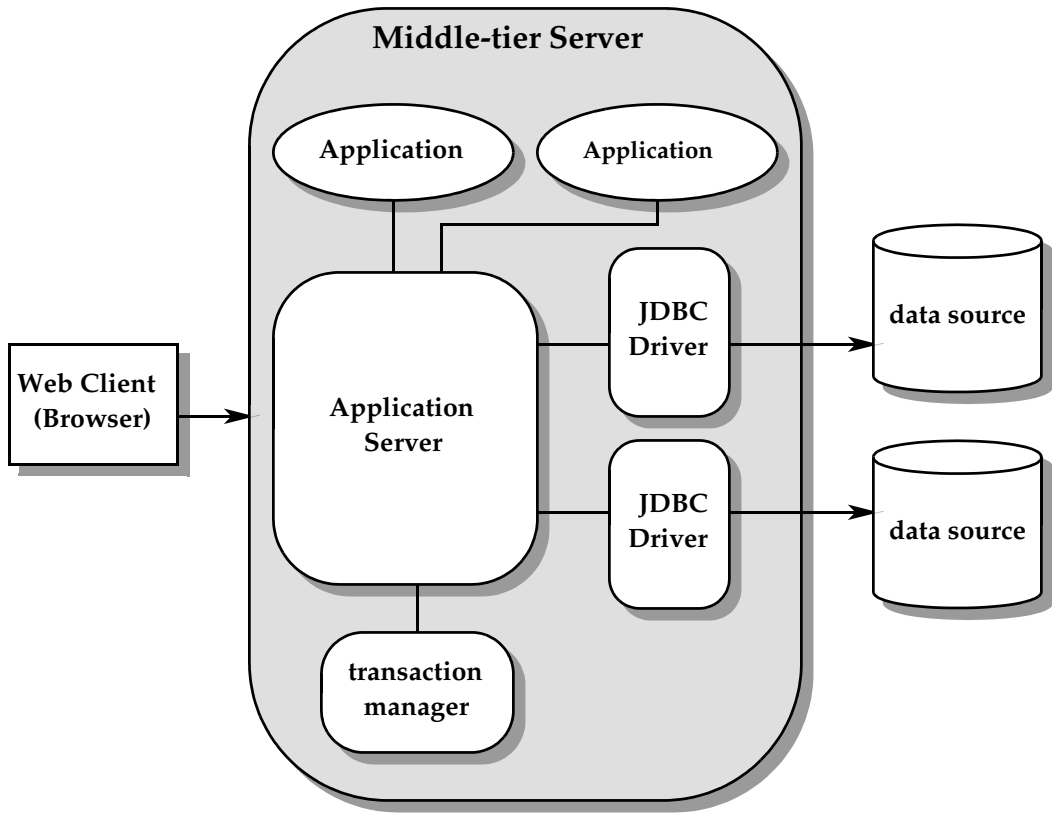 Middle-tier Server
Application
Application
JDBC
Driver
data source
Web Client
(Browser)
Application
Server
JDBC
Driver
data source
transaction
manager